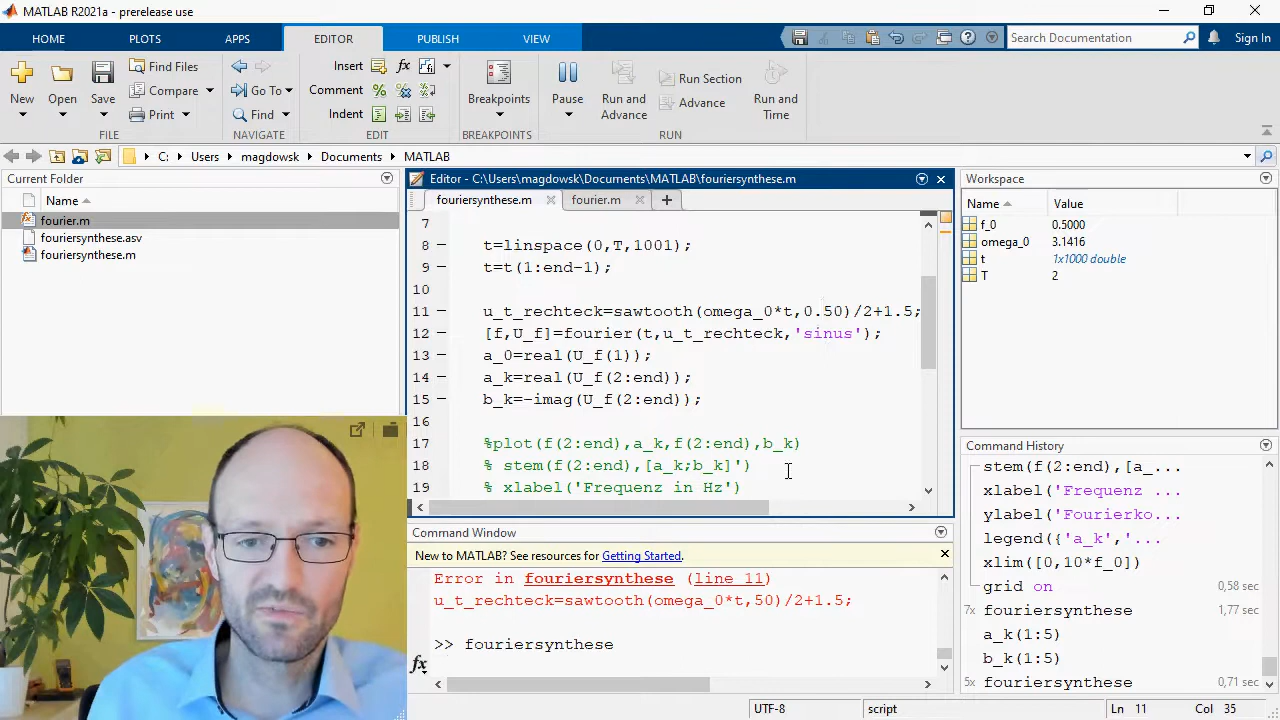 MATLAB R2021a - prerelease use
HOME PLOTS APPS EDITOR PUBLISH VIEW
Search Documentation
Sign In
New Open Save
Find Files
Compare
Print
FILE
Go To
Find
NAVIGATE
Insert fx
Comment %
Indent
EDIT
Breakpoints
BREAKPOINTS
Pause
Run and Advance
Run Section
Advance
Run and Time
RUN
C: Users magdowsk Documents MATLAB
Current Folder
Name
fourier.m
fouriersynthese.asv
fouriersynthese.m
Editor - C:\Users\magdowsk\Documents\MATLAB\fouriersynthese.m
fouriersynthese.m fourier.m
7
8 — t=linspace(0,T,1001);
9 — t=t(1:end-1);
10
11 — u_t_rechteck=sawtooth(omega_0*t,0.50)/2+1.5;
12 — [f,U_f]=fourier(t,u_t_rechteck,'sinus');
13 — a_0=real(U_f(1));
14 — a_k=real(U_f(2:end));
15 — b_k=-imag(U_f(2:end));
16
17 %plot(f(2:end),a_k,f(2:end),b_k)
18 % stem(f(2:end),[a_k;b_k]')
19 % xlabel('Frequenz in Hz')
Command Window
New to MATLAB? See resources for Getting Started.
Error in fouriersynthese (line 11)
u_t_rechteck=sawtooth(omega_0*t,50)/2+1.5;
fx >> fouriersynthese
Workspace
Name Value
f_0 0.5000
omega_0 3.1416
t 1x1000 double
T 2
Command History
stem(f(2:end),[a_...
xlabel('Frequenz ...
ylabel('Fourierko...
legend({'a_k','...
xlim([0,10*f_0])
grid on 0,58 sec
7x fouriersynthese 1,77 sec
a_k(1:5)
b_k(1:5)
5x fouriersynthese 0,71 sec
UTF-8 script Ln 11 Col 35